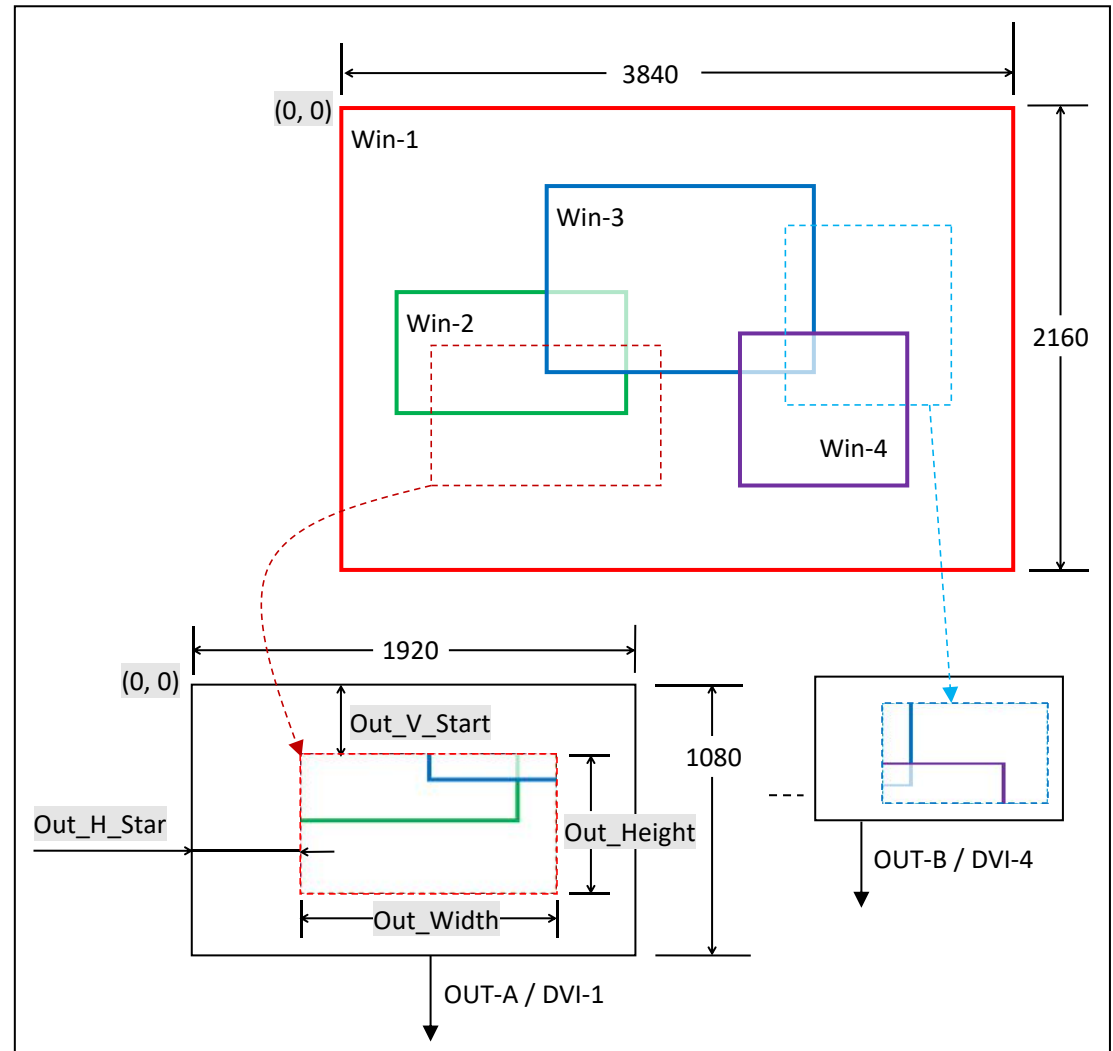 3840
(0, 0)
Win-1
Win-3
Win-2
2160
Win-4
1920
(0, 0)
Out_V_Start
1080
Out_H_Star
Out_Height
OUT-B / DVI-4
Out_Width
OUT-A / DVI-1